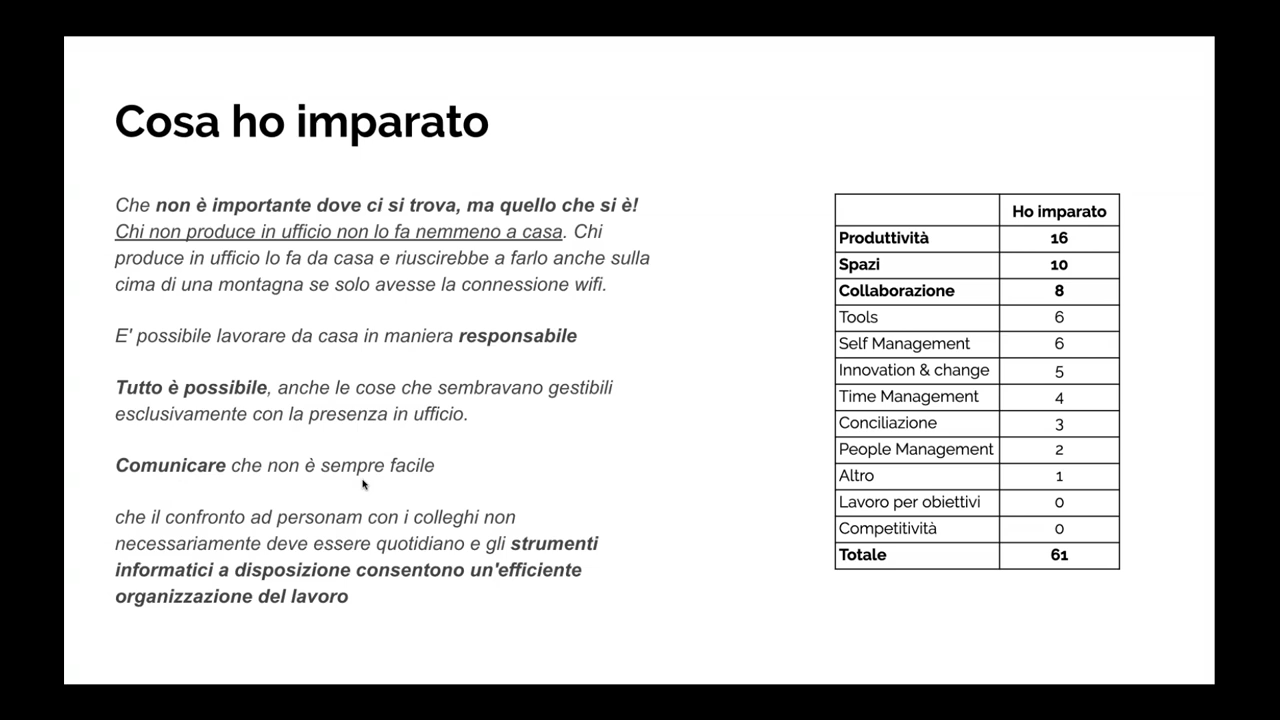 Cosa ho imparato
Che non è importante dove ci si trova, ma quello che si è!
Chi non produce in ufficio non lo fa nemmeno a casa. Chi
produce in ufficio lo fa da casa e riuscirebbe a farlo anche sulla
cima di una montagna se solo avesse la connessione wifi.
E' possibile lavorare da casa in maniera responsabile
Tutto è possibile, anche le cose che sembravano gestibili
esclusivamente con la presenza in ufficio.
Comunicare che non è sempre facile
che il confronto ad personam con i colleghi non
necessariamente deve essere quotidiano e gli strumenti
informatici a disposizione consentono un'efficiente
organizzazione del lavoro
Ho imparato
Produttività 16
Spazi 10
Collaborazione 8
Tools 6
Self Management 6
Innovation & change 5
Time Management 4
Conciliazione 3
People Management 2
Altro 1
Lavoro per obiettivi 0
Competitività 0
Totale 61